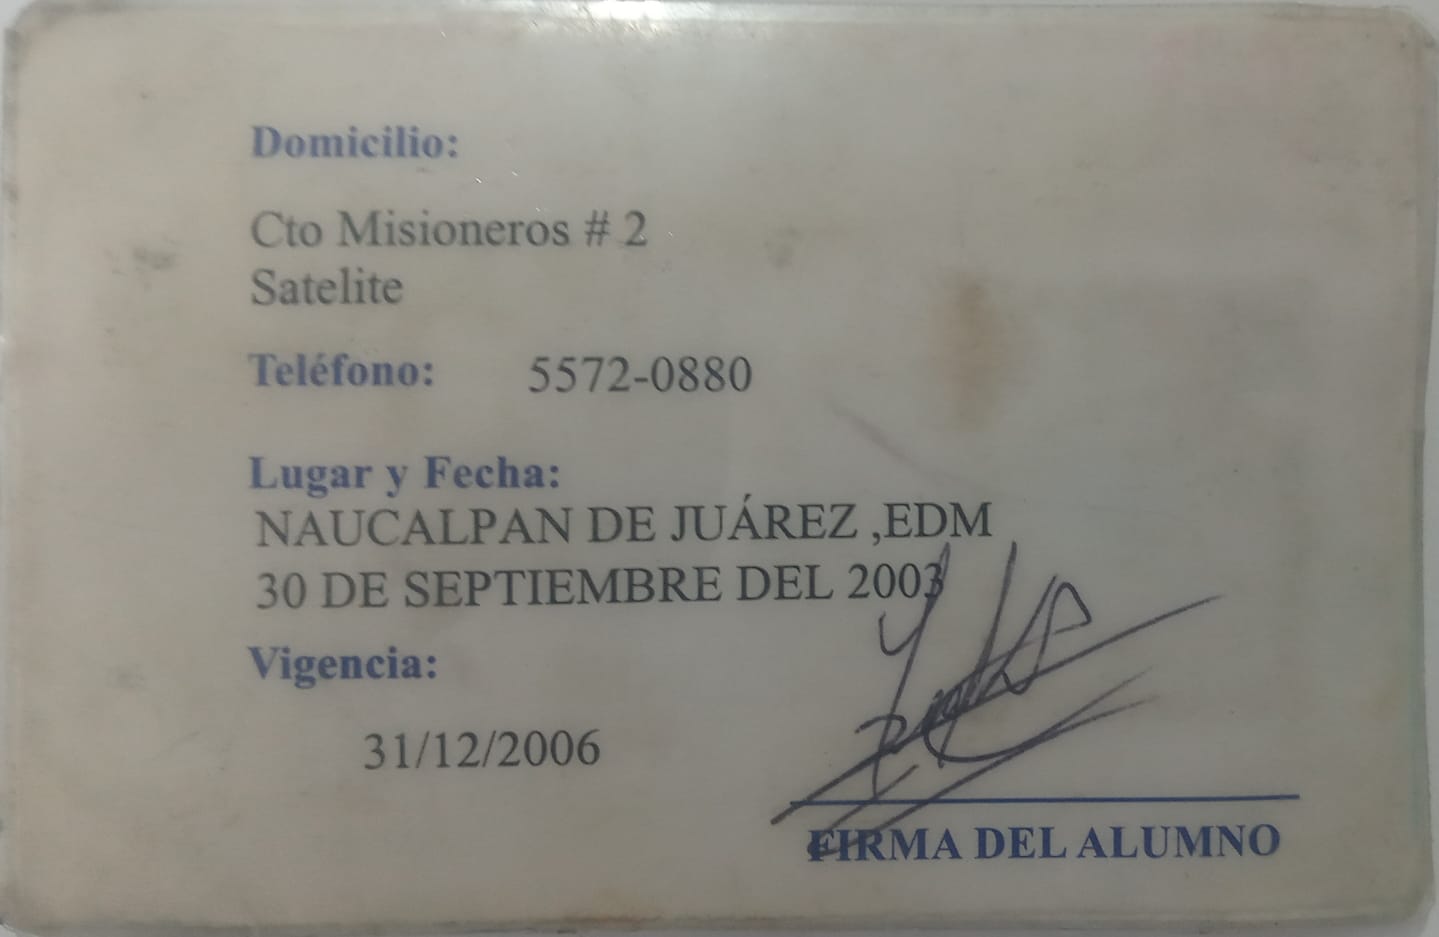 Domicilio:
Cto Misioneros # 2
Satelite
Teléfono: 5572-0880
Lugar y Fecha:
NAUCALPAN DE JUÁREZ ,EDM
30 DE SEPTIEMBRE DEL 2003
Vigencia:
31/12/2006
FIRMA DEL ALUMNO